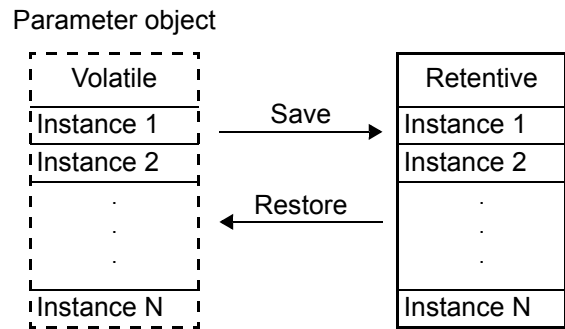 Parameter object
Volatile
Retentive
Instance 1
Save
Instance 1
Instance 2
Instance 2
.
.
Restore
.
.
.
.
Instance N
Instance N